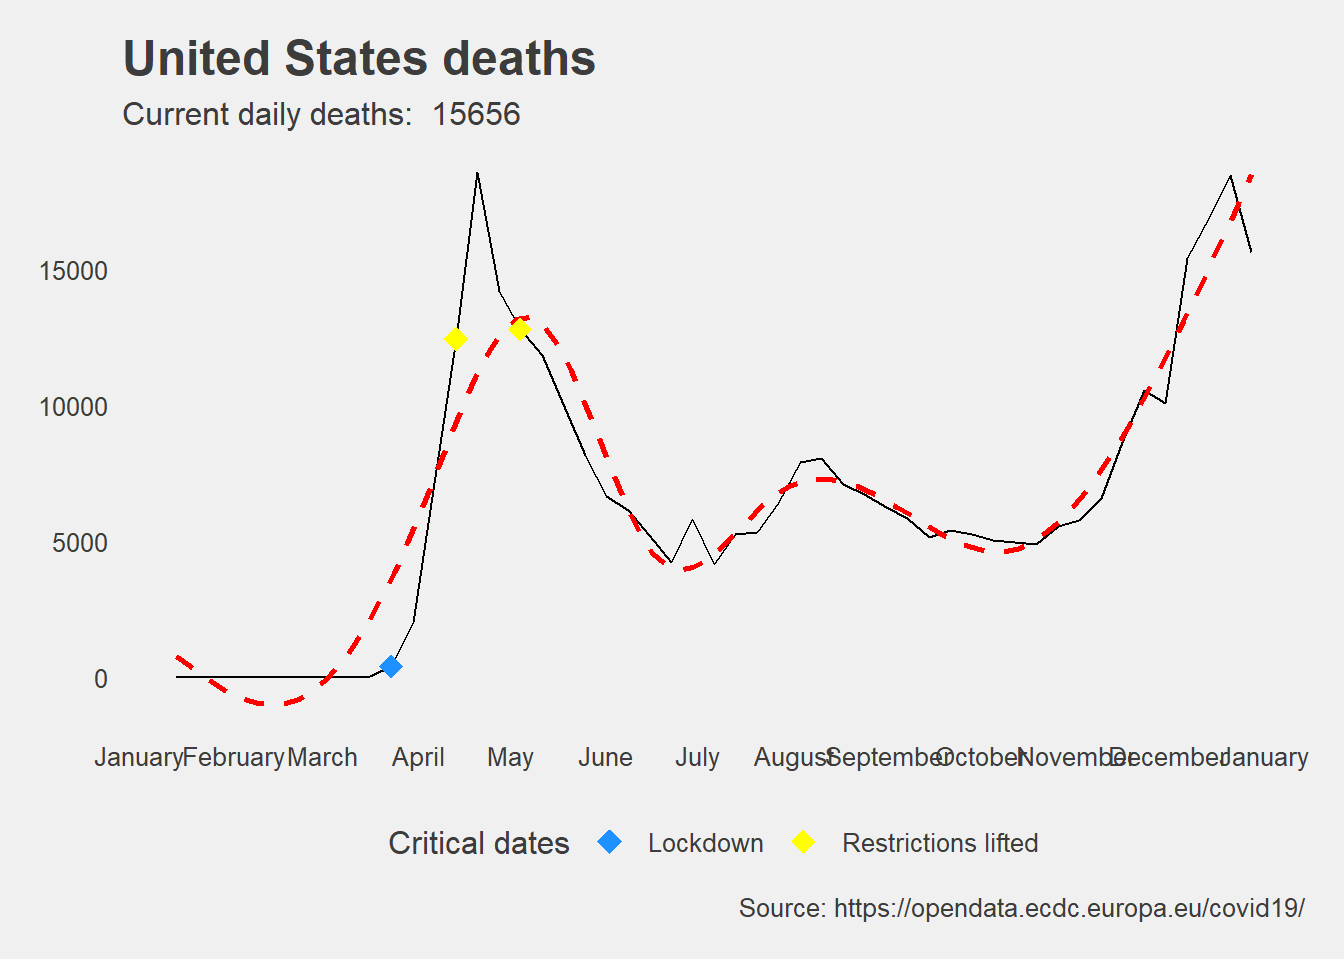 United States deaths
Current daily deaths:  15656
15000
10000
5000
0
January February March April May June July August September October November December January
Critical dates Lockdown Restrictions lifted
Source: https://opendata.ecdc.europa.eu/covid19/